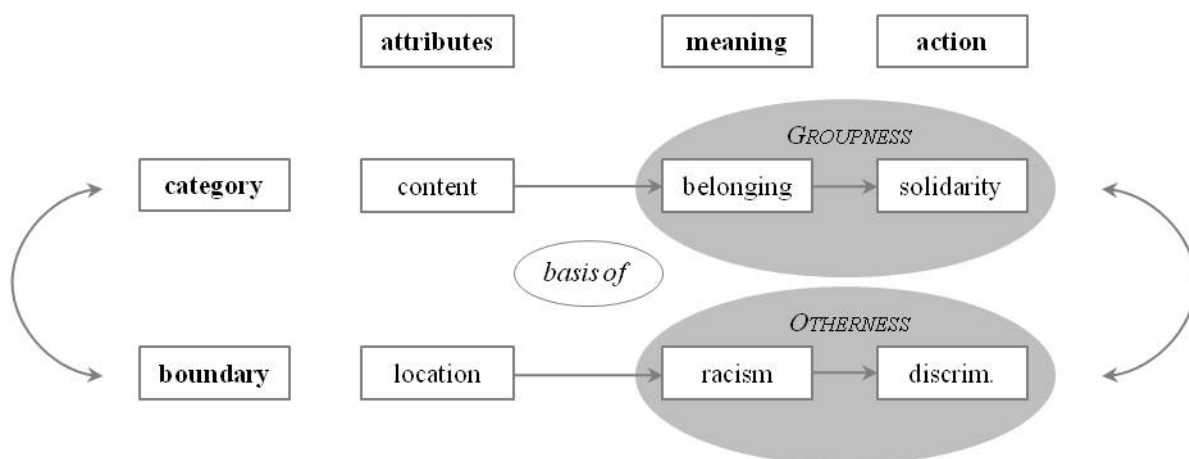 attributes meaning action
GROUPNESS
category content belonging solidarity
basis of
OTHERNESS
boundary location racism discrim.